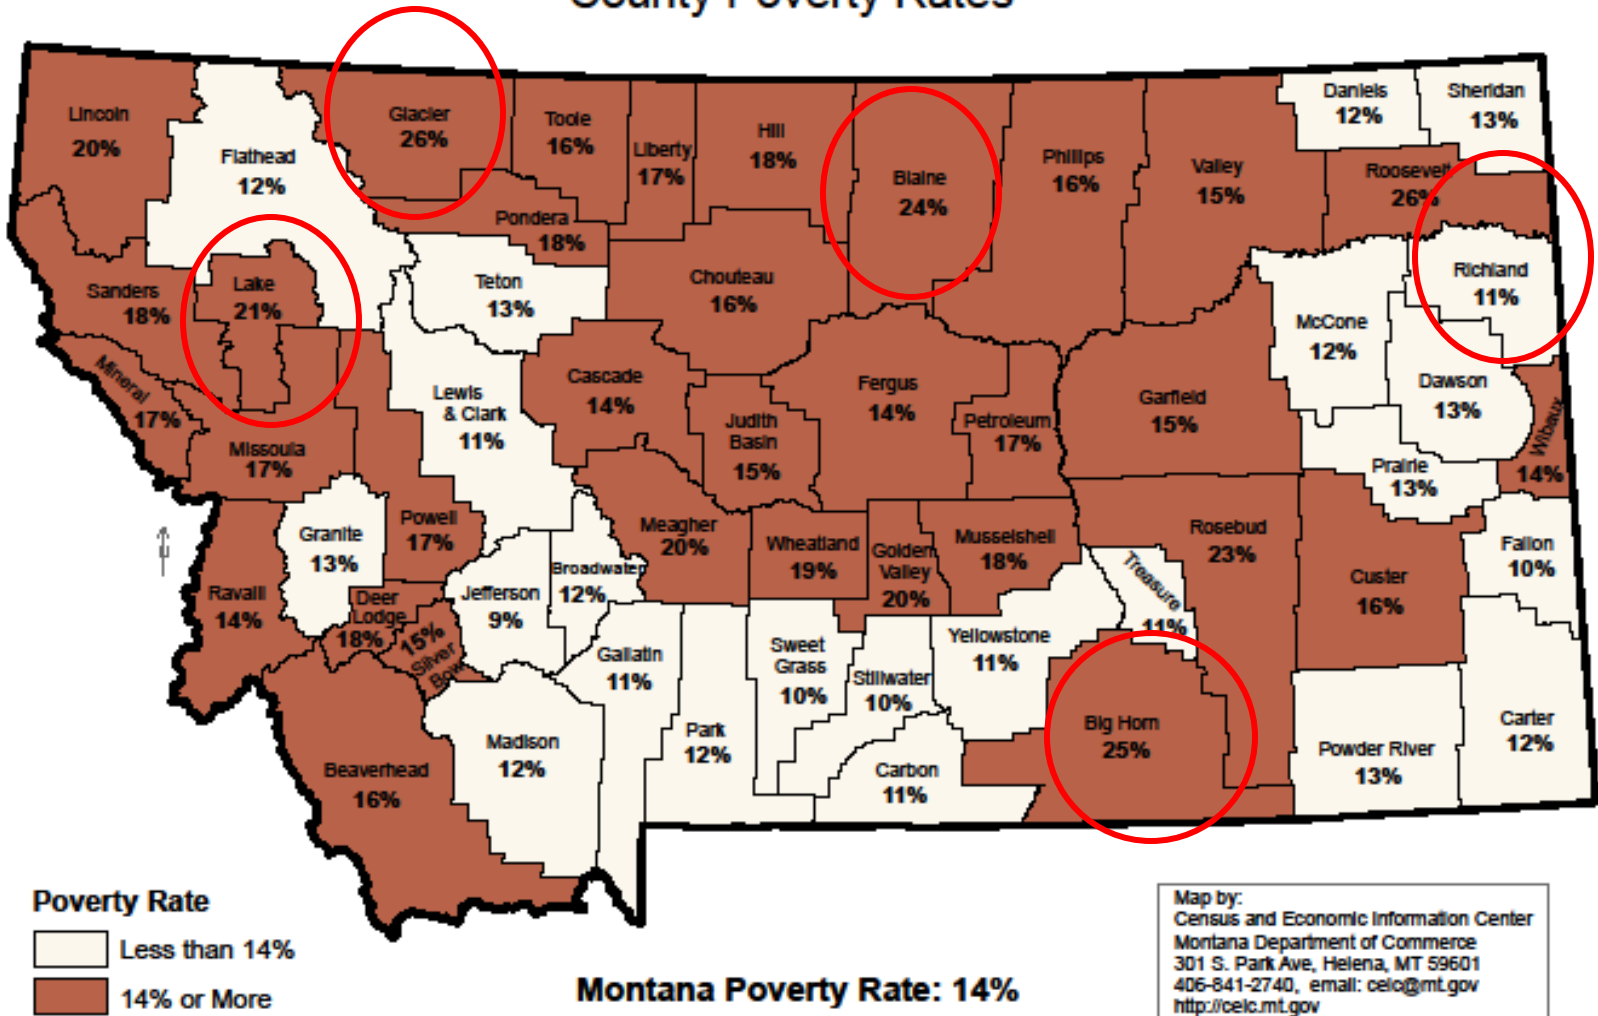 County Poverty Rates
Lincoln
20%
Flathead
12%
Glacier
26%
Toole
16%
Liberty
17%
Hill
18%
Blaine
24%
Phillips
16%
Valley
15%
Daniels
12%
Sheridan
13%
Roosevelt
26%
Pondera
18%
Teton
13%
Chouteau
16%
Richland
11%
McCone
12%
Sanders
18%
Lake
21%
Mineral
17%
Missoula
17%
Lewis
& Clark
11%
Cascade
14%
Judith
Basin
15%
Fergus
14%
Petroleum
17%
Garfield
15%
Dawson
13%
Wibaux
14%
Prairie
13%
Granite
13%
Powell
17%
Meagher
20%
Wheatland
19%
Golden
Valley
20%
Musselshell
18%
Rosebud
23%
Treasure
11%
Custer
16%
Fallon
10%
Ravalli
14%
Deer
Lodge
18%
15%
Silver
Bow
Jefferson
9%
Broadwater
12%
Gallatin
11%
Sweet
Grass
10%
Stillwater
10%
Yellowstone
11%
Big Horn
25%
Powder River
13%
Carter
12%
Beaverhead
16%
Madison
12%
Park
12%
Carbon
11%
N
Poverty Rate
Less than 14%
14% or More
Montana Poverty Rate: 14%
Map by:
Census and Economic Information Center
Montana Department of Commerce
301 S. Park Ave, Helena, MT 59601
406-841-2740, email: ceic@mt.gov
http://ceic.mt.gov